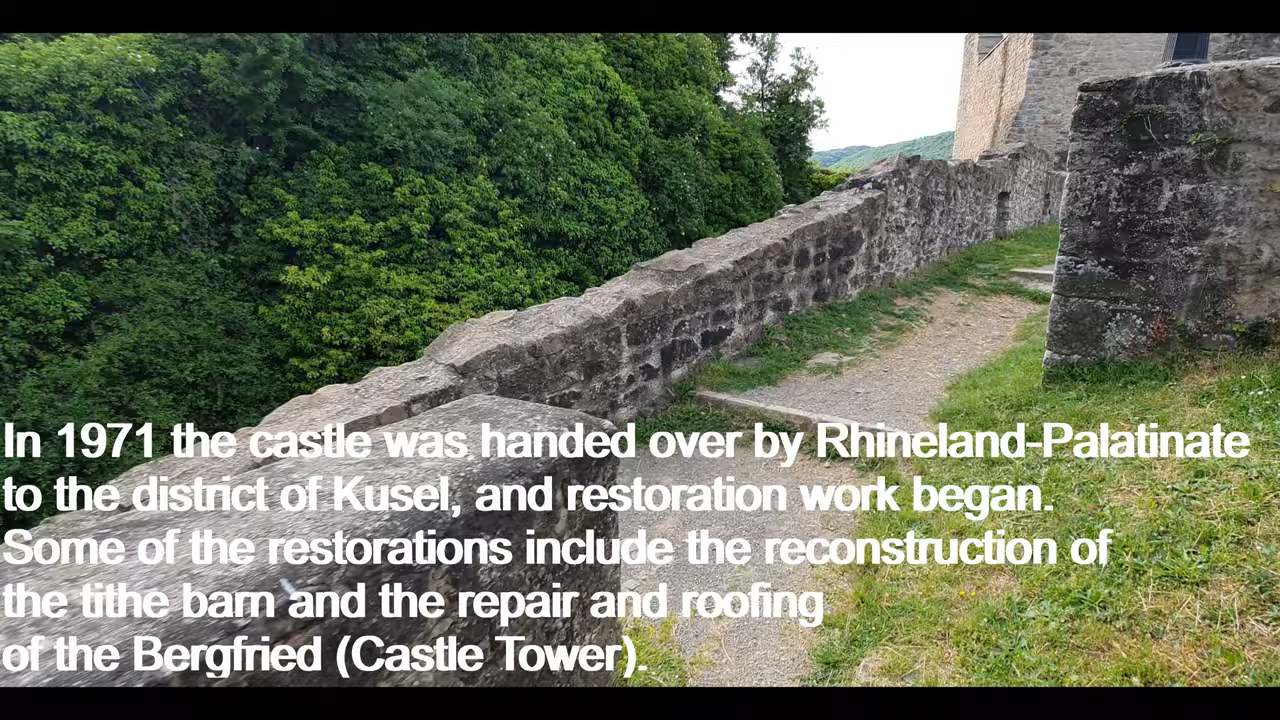 In 1971 the castle was handed over by Rhineland-Palatinate
to the district of Kusel, and restoration work began.
Some of the restorations include the reconstruction of
the tithe barn and the repair and roofing
of the Bergfried (Castle Tower).